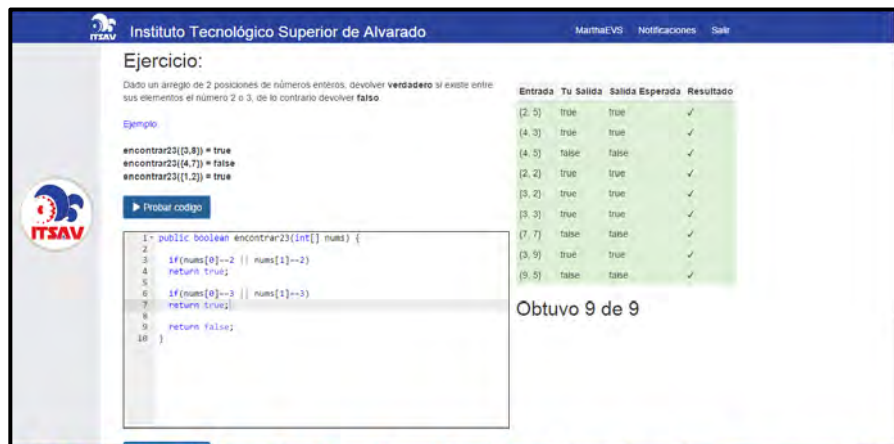 ITSAV
Instituto Tecnológico Superior de Alvarado
MarthaEVS
Notificaciones
Salir
Ejercicio:
Dado un arreglo de 2 posiciones de números enteros, devolver verdadero si existe entre
sus elementos el número 2 o 3, de lo contrario devolver falso.
Ejemplo:
encontrar23({3,8}) = true
encontrar23({4,7}) = false
encontrar23({1,2}) = true
Probar codigo
ITSAV
1 public boolean encontrar23(int[] nums) {
2
3 if(nums[0]==2 || nums[1]==2)
4 return true;
5
6 if(nums[0]==3 || nums[1]==3)
7 return true;
8
9 return false;
10 }
Entrada Tu Salida Salida Esperada Resultado
{2, 5} true true ✓
{4, 3} true true ✓
{4, 5} false false ✓
{2, 2} true true ✓
{3, 2} true true ✓
{3, 3} true true ✓
{7, 7} false false ✓
{3, 9} true true ✓
{9, 5} false false ✓
Obtuvo 9 de 9